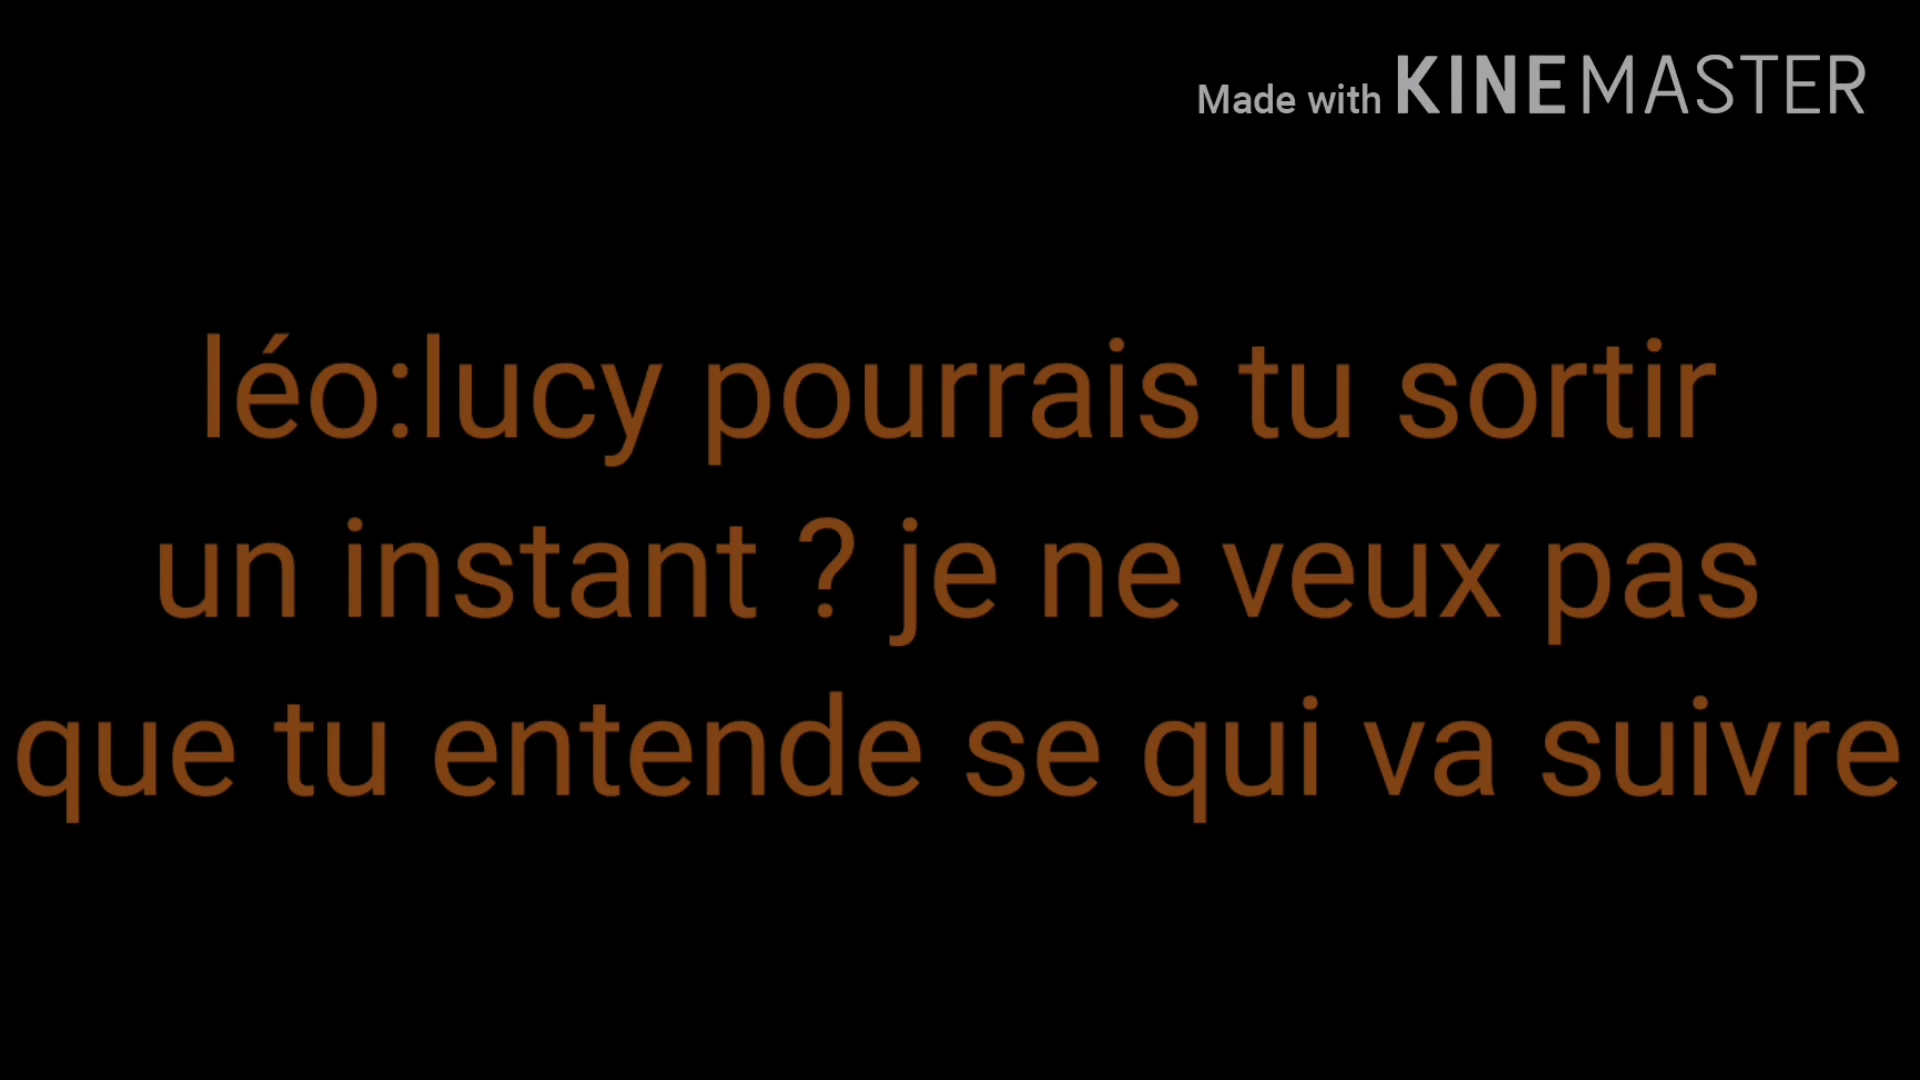 Made with KINEMASTER
léo:lucy pourrais tu sortir
un instant ? je ne veux pas
que tu entende se qui va suivre